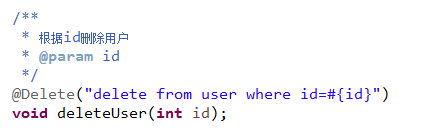 /**
 * 根据id删除用户
 * @param id
 */
@Delete("delete from user where id=#{id}")
void deleteUser(int id);